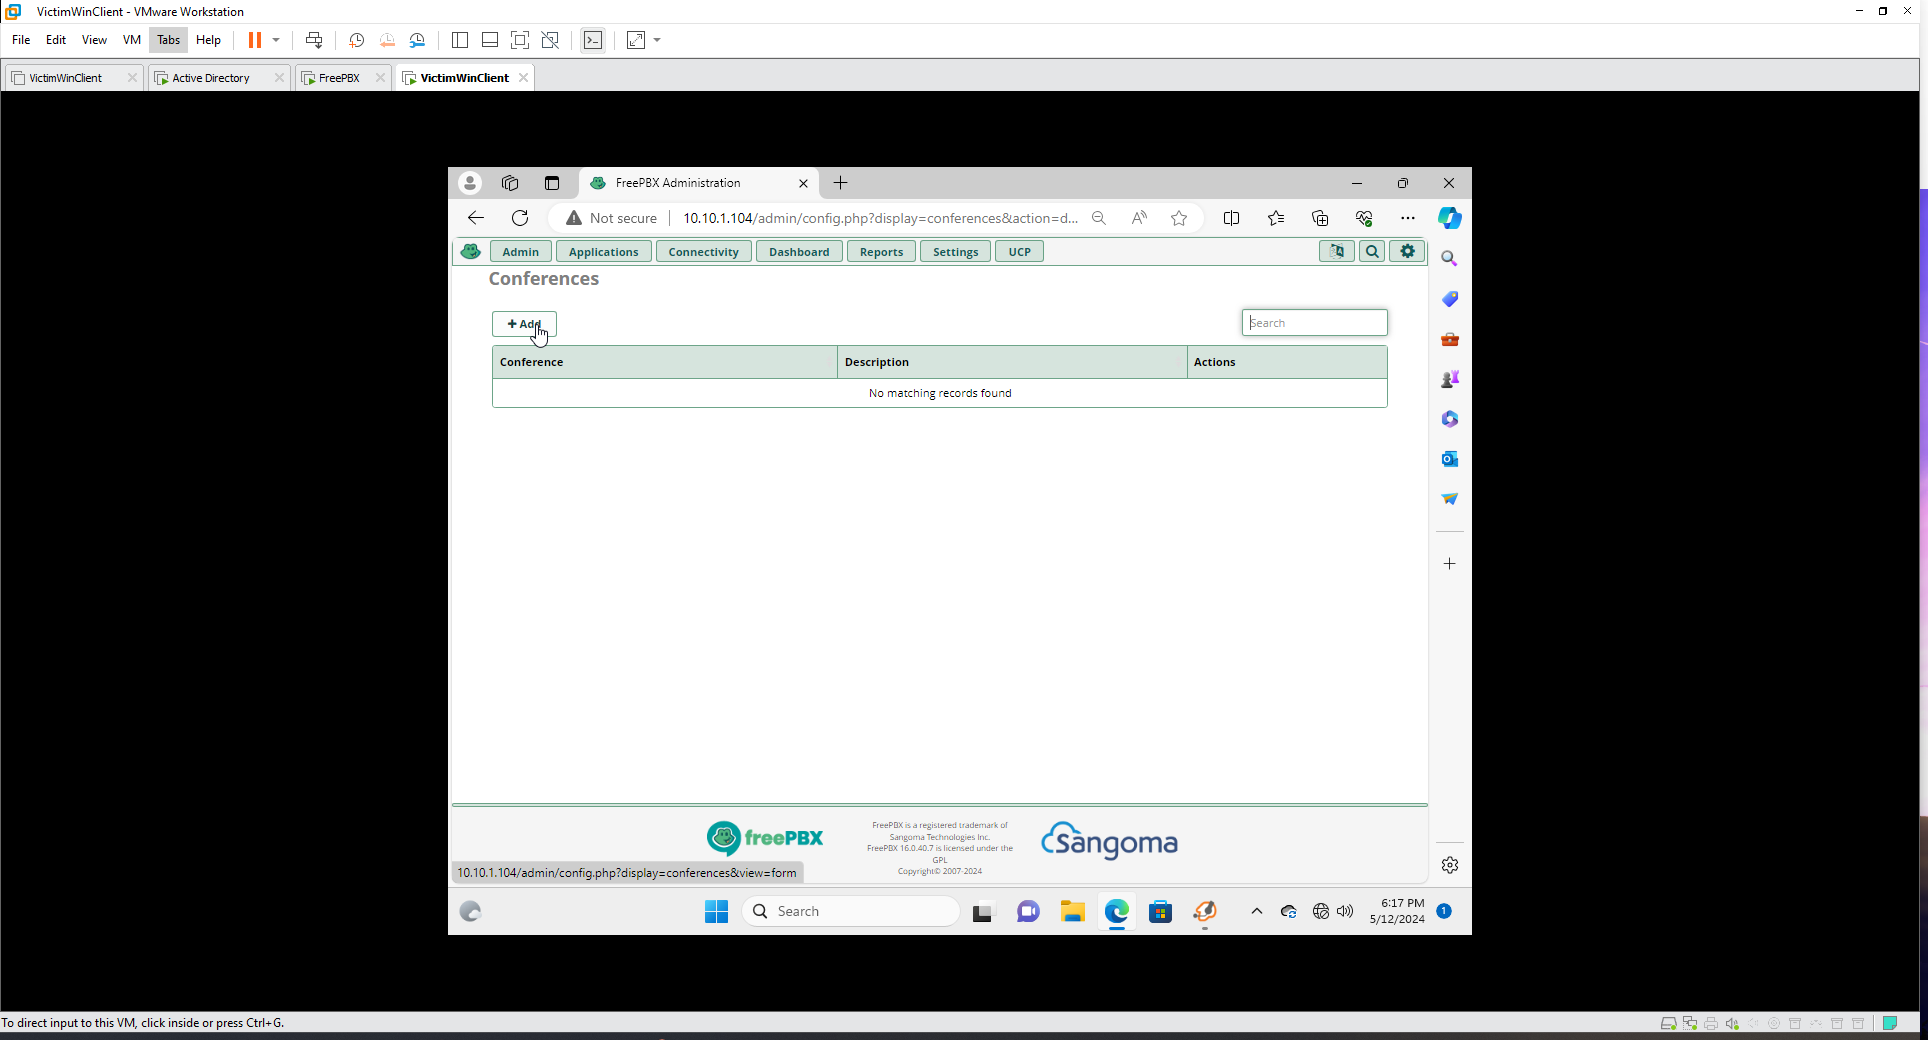 VictimWinClient - VMware Workstation
File Edit View VM Tabs Help
VictimWinClient Active Directory FreePBX VictimWinClient
FreePBX Administration
Not secure 10.10.1.104/admin/config.php?display=conferences&action=d...
Admin Applications Connectivity Dashboard Reports Settings UCP
Conferences
+ Add
Search
Conference Description Actions
No matching records found
freePBX
FreePBX is a registered trademark of
Sangoma Technologies Inc.
FreePBX 16.0.40.7 is licensed under the
GPL
Copyright© 2007-2024
Sangoma
10.10.1.104/admin/config.php?display=conferences&view=form
Search
6:17 PM
5/12/2024
1
To direct input to this VM, click inside or press Ctrl+G.